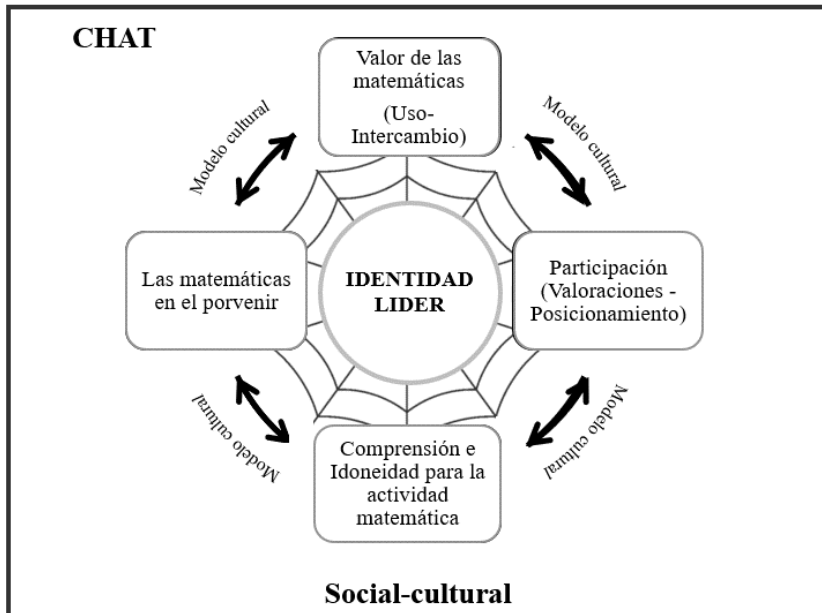 CHAT
Valor de las
matemáticas
(Uso-
Intercambio)
Modelo cultural
Modelo cultural
Las matemáticas
en el porvenir
IDENTIDAD
LIDER
Participación
(Valoraciones -
Posicionamiento)
Modelo cultural
Modelo cultural
Comprensión e
Idoneidad para la
actividad
matemática
Social-cultural